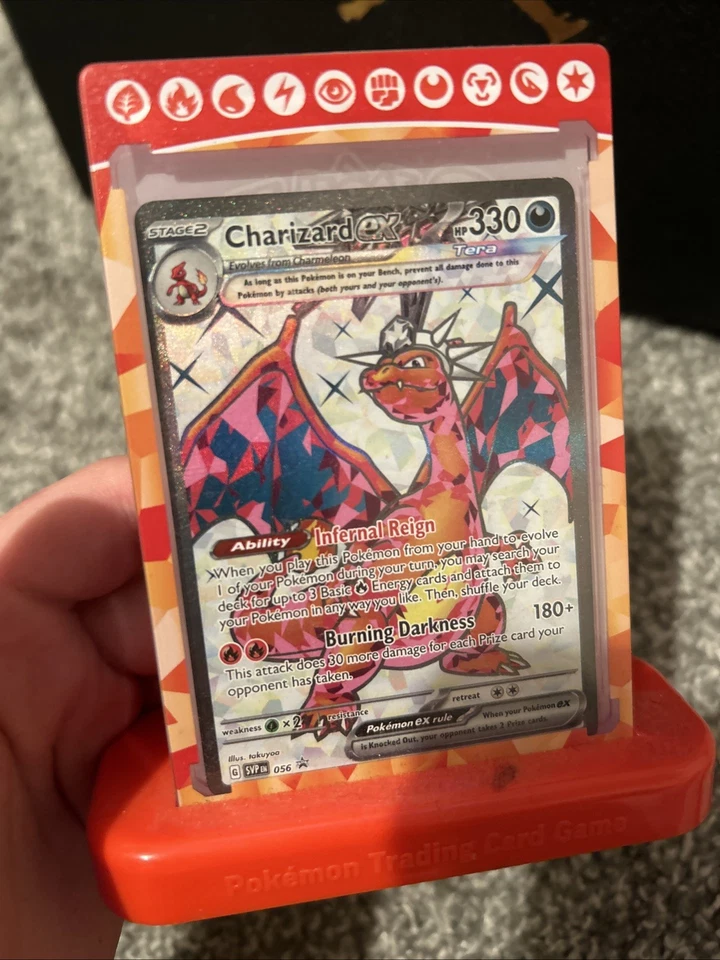 STAGE2
Charizard ex
HP 330
Evolves from Charmeleon
Tera
As long as this Pokémon is on your Bench, prevent all damage done to this
Pokémon by attacks (both yours and your opponent's).
Ability Infernal Reign
When you play this Pokémon from your hand to evolve
1 of your Pokémon during your turn, you may search your
deck for up to 3 Basic Energy cards and attach them to
your Pokémon in any way you like. Then, shuffle your deck.
Burning Darkness 180+
This attack does 30 more damage for each Prize card your
opponent has taken.
weakness ×2 resistance retreat
Pokémon ex rule When your Pokémon ex
is Knocked Out, your opponent takes 2 Prize cards.
Illus. takuyoa
G SVP EN 056
Pokémon Trading Card Game